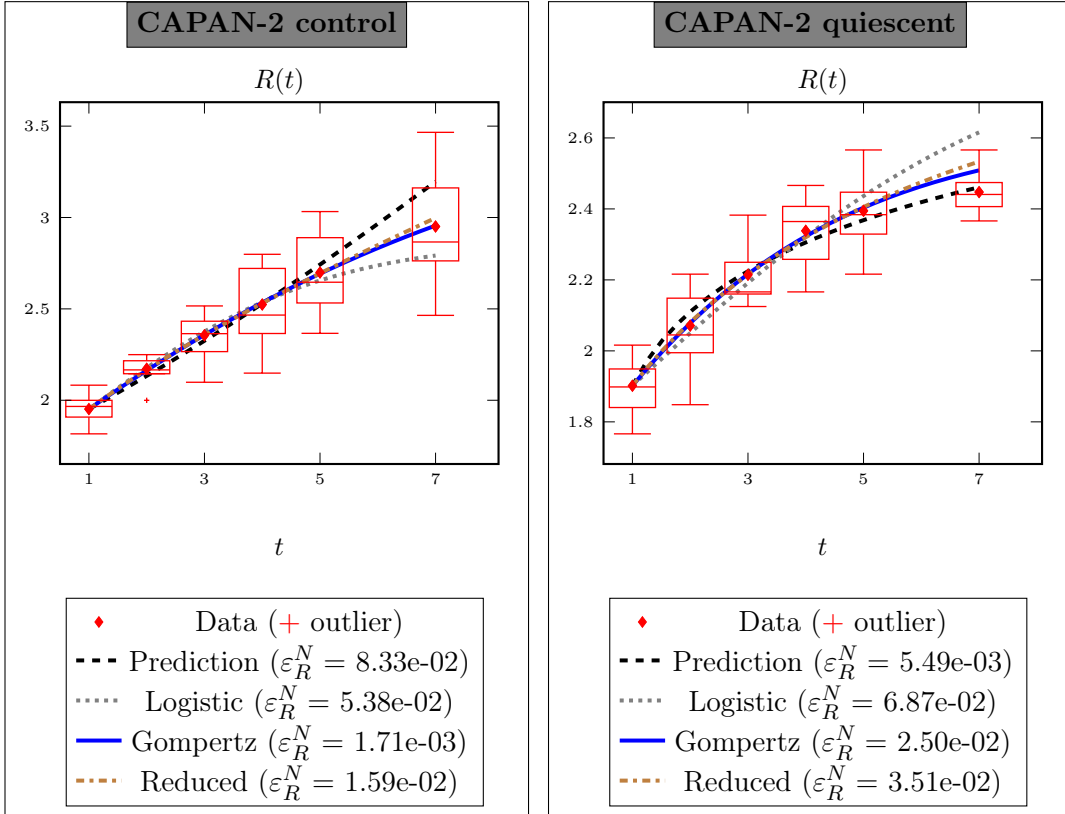 CAPAN-2 control
R(t)
3.5
3
2.5
2
1 3 5 7
t
Data (+ outlier)
Prediction (ε_R^N = 8.33e-02)
Logistic (ε_R^N = 5.38e-02)
Gompertz (ε_R^N = 1.71e-03)
Reduced (ε_R^N = 1.59e-02)
CAPAN-2 quiescent
R(t)
2.6
2.4
2.2
2
1.8
1 3 5 7
t
Data (+ outlier)
Prediction (ε_R^N = 5.49e-03)
Logistic (ε_R^N = 6.87e-02)
Gompertz (ε_R^N = 2.50e-02)
Reduced (ε_R^N = 3.51e-02)